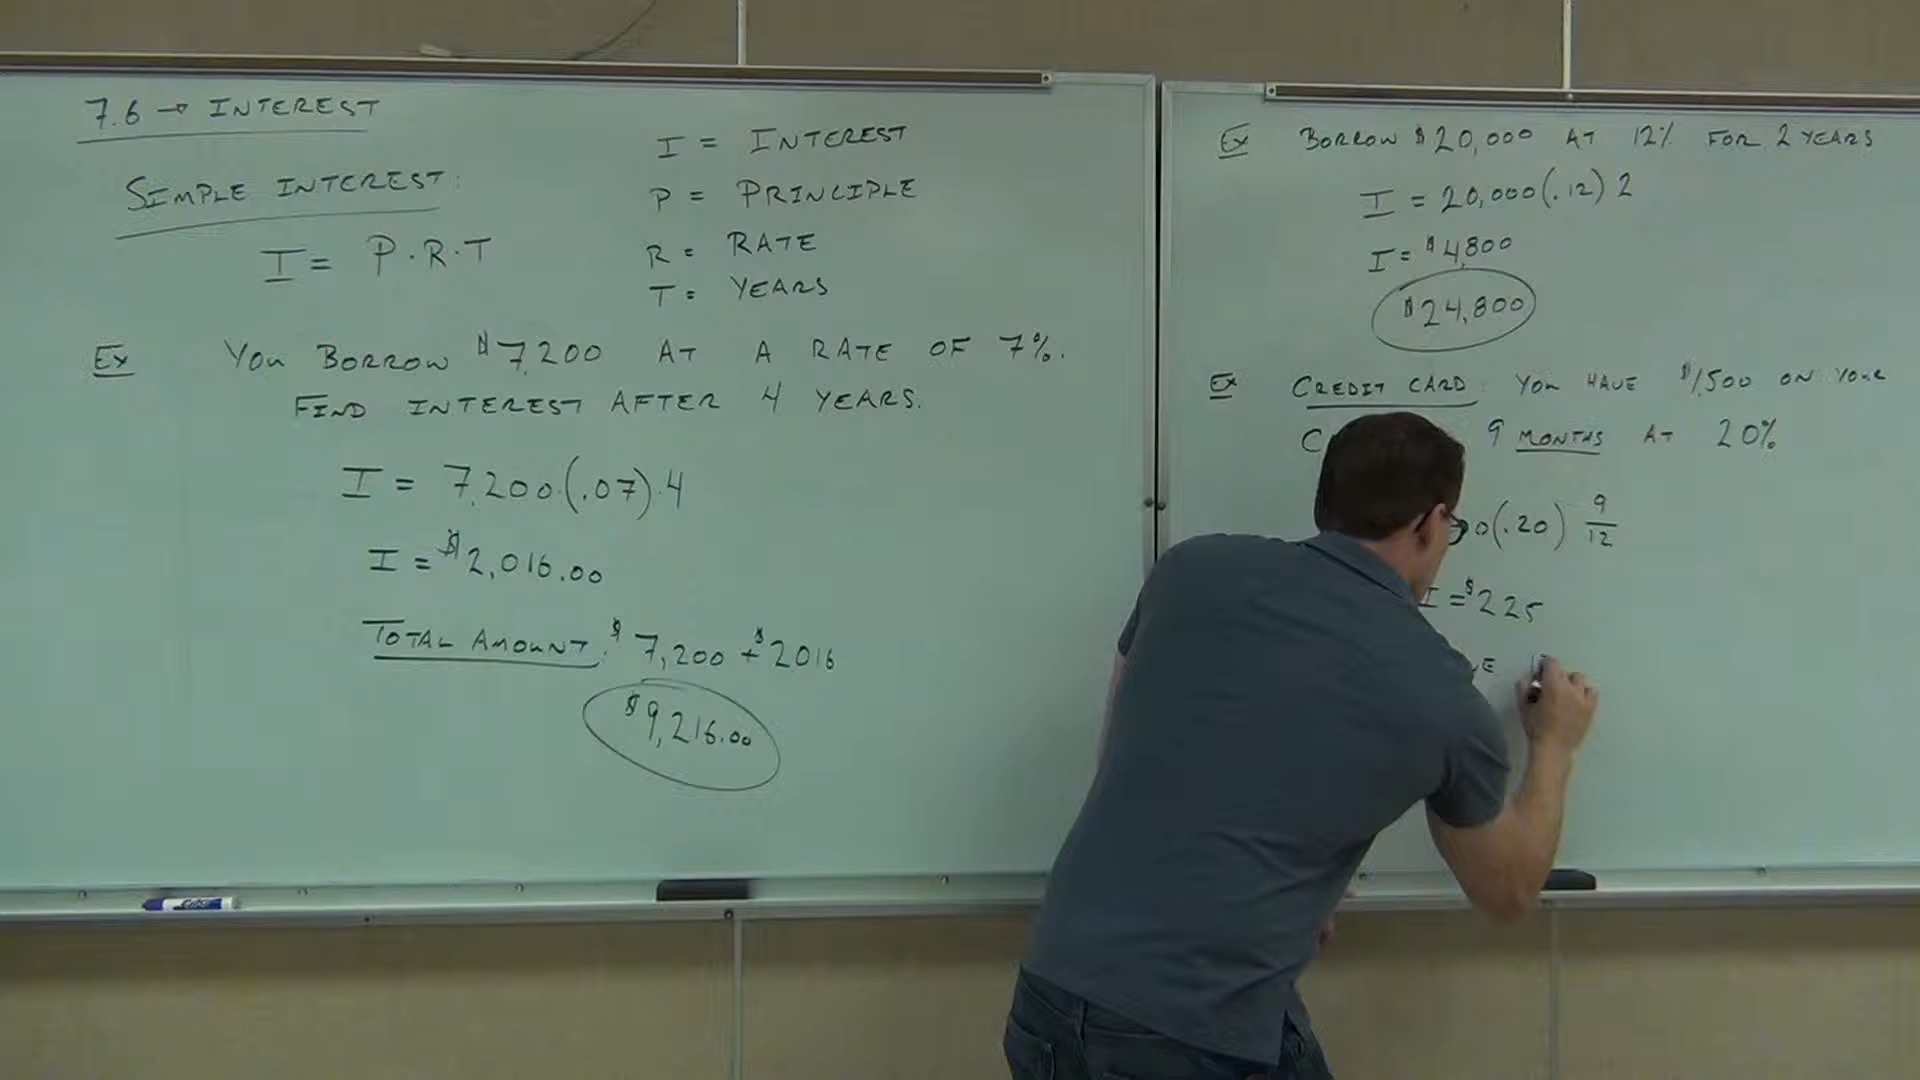 7.6 → INTEREST
SIMPLE INTEREST:
I = P.R.T
I = INTEREST
P = PRINCIPLE
R = RATE
T = YEARS
Ex YOU BORROW $7,200 AT A RATE OF 7%.
FIND INTEREST AFTER 4 YEARS.
I = 7,200·(.07)·4
I = $2,016.00
TOTAL AMOUNT: $7,200 + $2016
$9,216.00
Ex BORROW $20,000 AT 12% FOR 2 YEARS
I = 20,000(.12) 2
I = $4,800
$24,800
Ex CREDIT CARD: YOU HAVE $1,500 ON YOUR
C 9 MONTHS AT 20%
0(.20) 9/12
I = $225